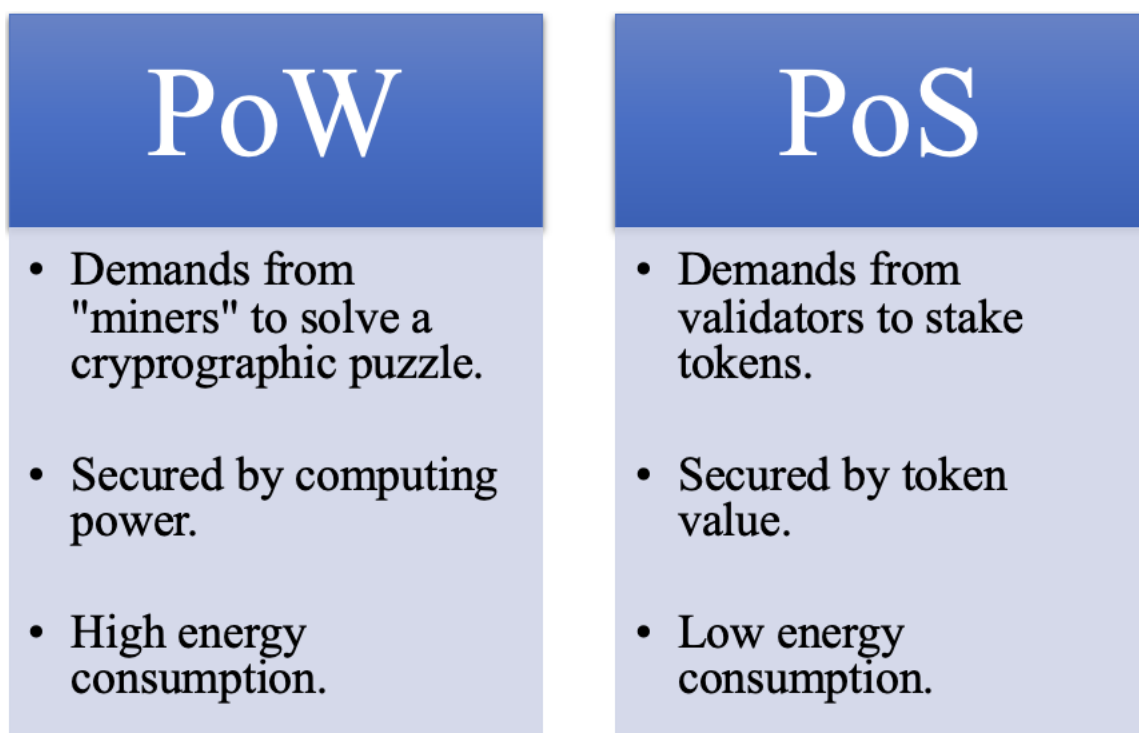 PoW
• Demands from
"miners" to solve a
cryprographic puzzle.
• Secured by computing
power.
• High energy
consumption.
PoS
• Demands from
validators to stake
tokens.
• Secured by token
value.
• Low energy
consumption.